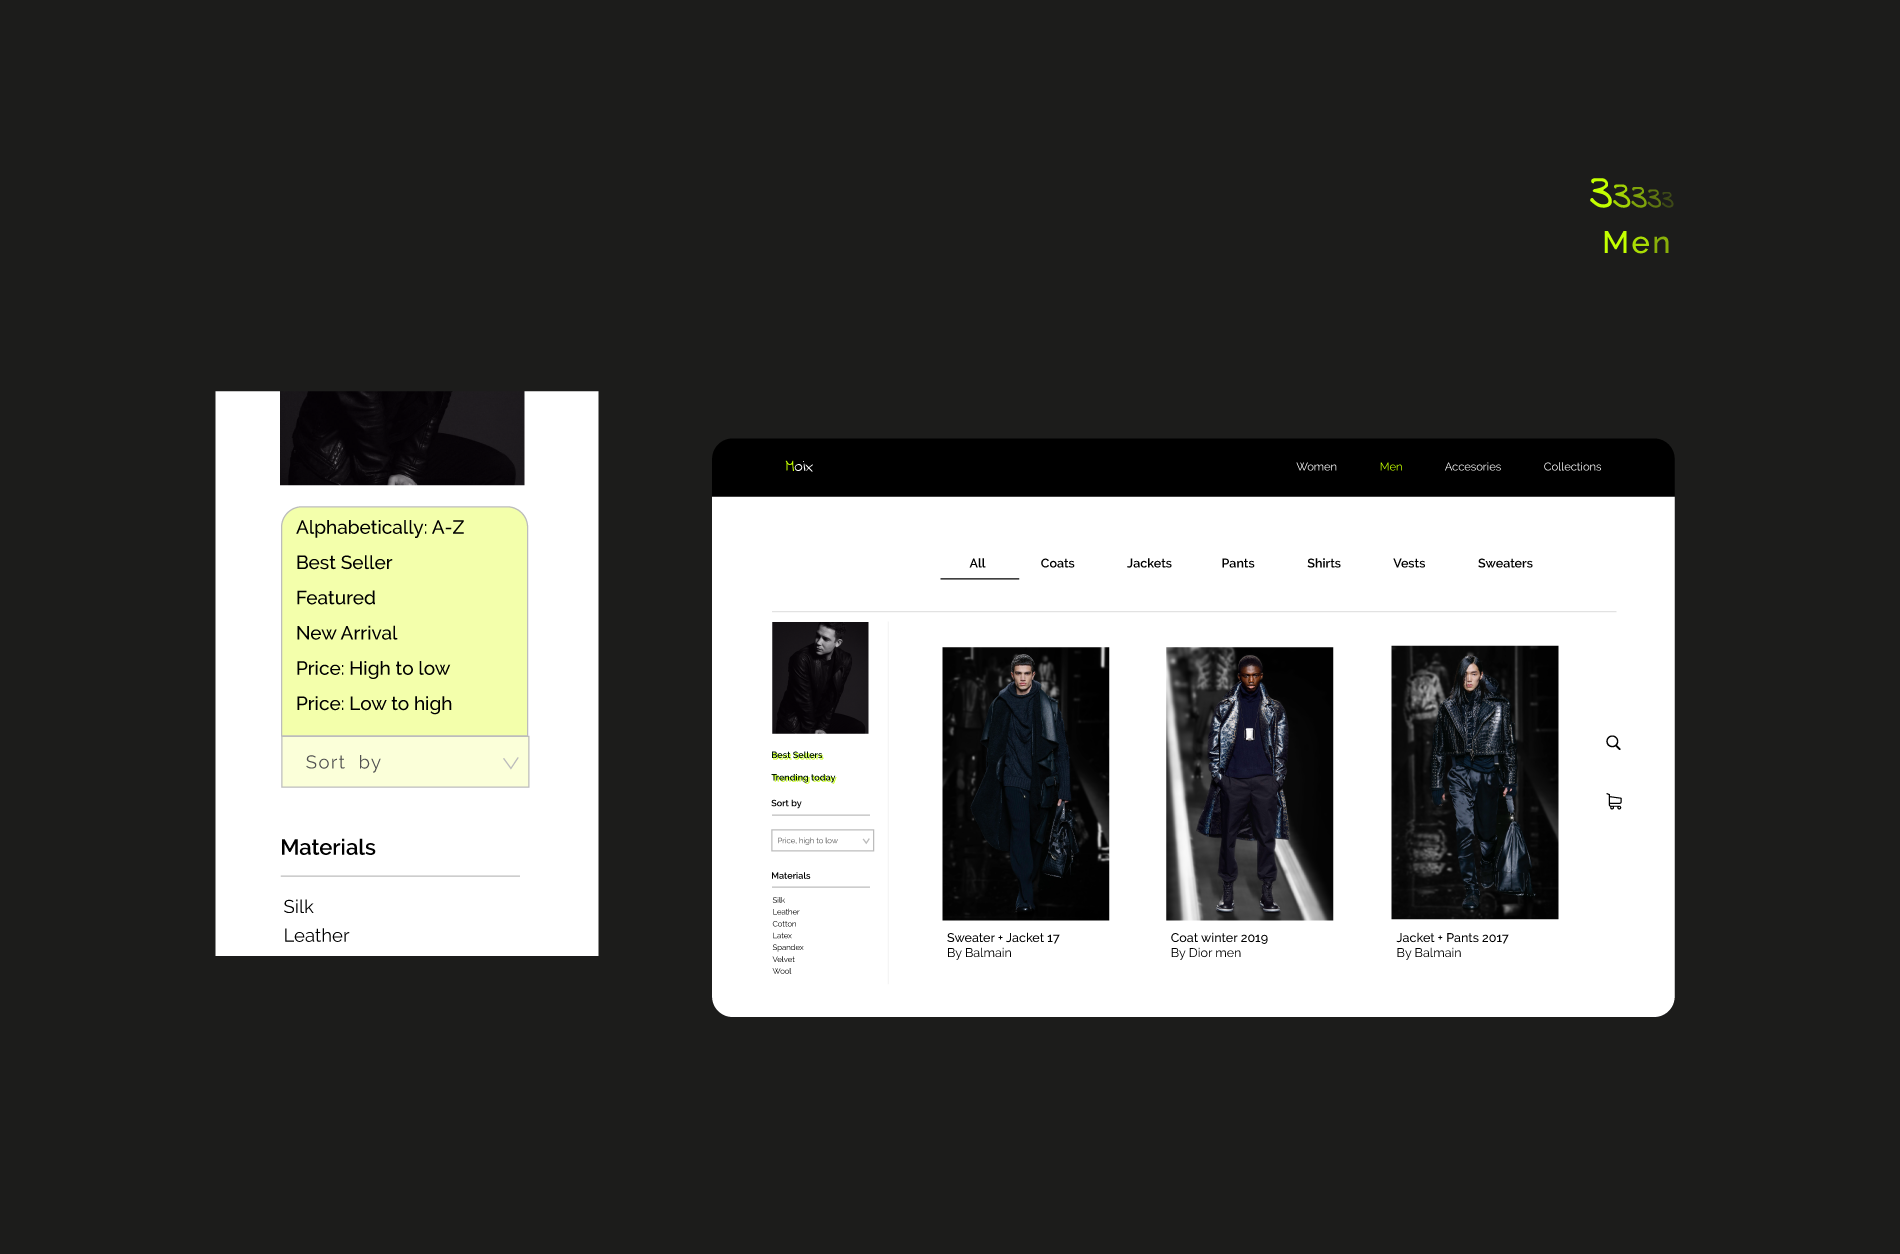 33333
Men
Alphabetically: A-Z
Best Seller
Featured
New Arrival
Price: High to low
Price: Low to high
Sort by
Materials
Silk
Leather
Moix
Women Men Accesories Collections
All Coats Jackets Pants Shirts Vests Sweaters
Best Sellers
Trending today
Sort by
Price, high to low
Materials
Silk
Leather
Cotton
Latex
Spandex
Velvet
Wool
Sweater + Jacket 17
By Balmain
Coat winter 2019
By Dior men
Jacket + Pants 2017
By Balmain